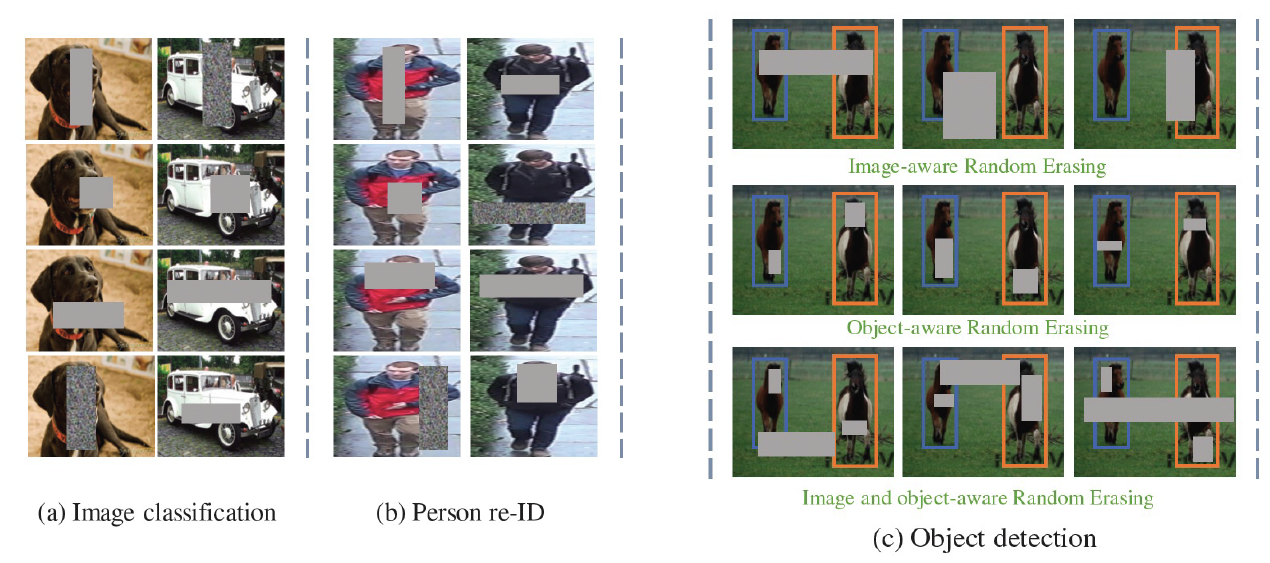 Image-aware Random Erasing
Object-aware Random Erasing
Image and object-aware Random Erasing
(a) Image classification
(b) Person re-ID
(c) Object detection